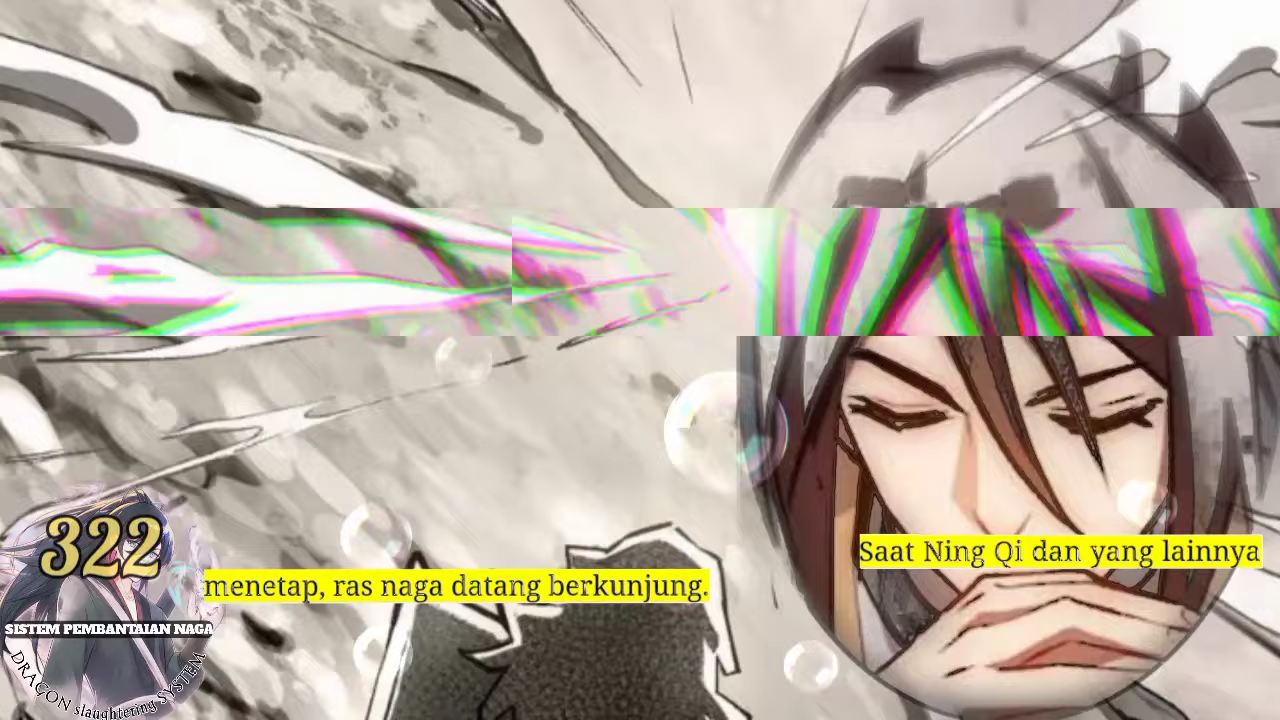 Saat Ning Qi dan yang lainnya
menetap, ras naga datang berkunjung.
322
SISTEM PEMBANTAIAN NAGA
DRAGON slaughtering SYSTEM